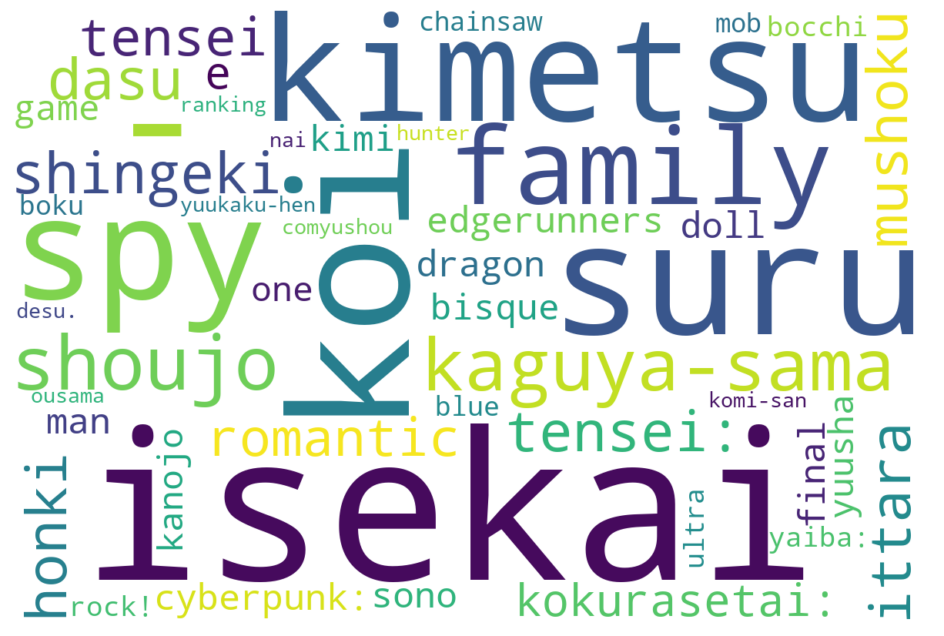 tensei
kimetsu
chainsaw
mob
bocchi
mushoku
dasu
e
game
ranking
_
nai
kimi
hunter
family
shingeki
koi
boku
yuukaku-hen
comyushou
edgerunners
doll
spy
suru
one
dragon
bisque
desu.
shoujo
kaguya-sama
ousama
komi-san
man
blue
romantic
tensei:
isekai
final
yuusha
ittara
honki
kanojo
ultra
yaiba:
rock!
cyberpunk:
sono
kokurasetai: